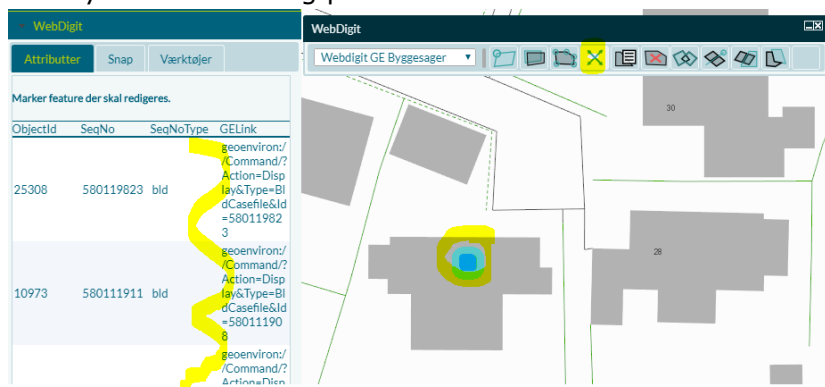 WebDigit
Attributter Snap Værktøjer
Marker feature der skal redigeres.
ObjectId SeqNo SeqNoType GELink
25308 580119823 bld
geoenviron:/
/Command/?
Action=Disp
lay&Type=Bl
dCasefile&Id
=58011982
3
10973 580111911 bld
geoenviron:/
/Command/?
Action=Disp
lay&Type=Bl
dCasefile&Id
=58011190
8
geoenviron:/
/Command/?
Action=Disp
WebDigit
Webdigit GE Byggesager
30
28